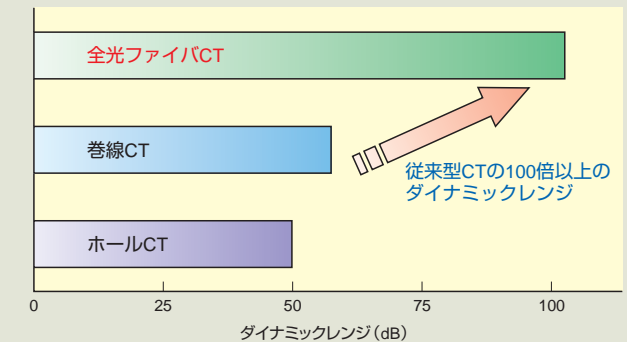 全光ファイバCT
巻線CT
従来型CTの100倍以上の
ダイナミックレンジ
ホールCT
0 25 50 75 100
ダイナミックレンジ(dB)